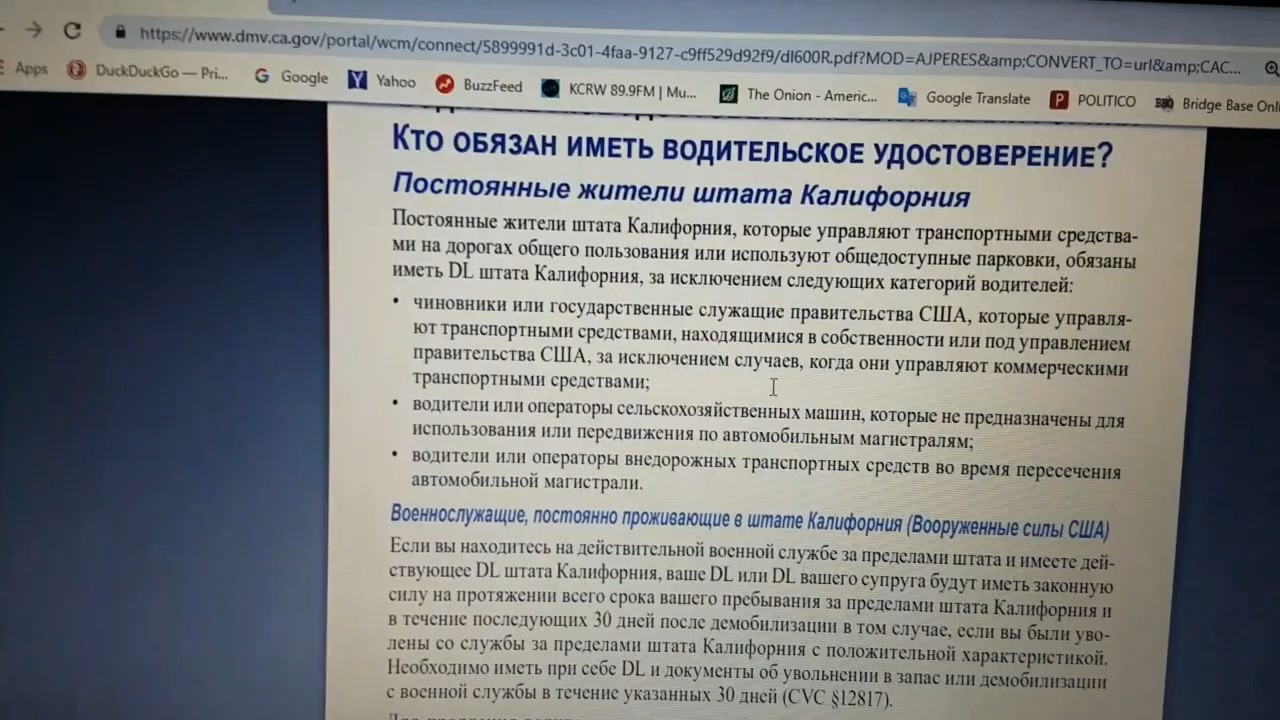 https://www.dmv.ca.gov/portal/wcm/connect/5899991d-3c01-4faa-9127-c9ff529d92f9/dl600R.pdf?MOD=AJPERES&amp;CONVERT_TO=url&amp;CAC...
Apps DuckDuckGo — Pri... Google Yahoo BuzzFeed KCRW 89.9FM | Mu... The Onion - Americ... Google Translate POLITICO Bridge Base Onl
Кто обязан иметь водительское удостоверение?
Постоянные жители штата Калифорния
Постоянные жители штата Калифорния, которые управляют транспортными средства-
ми на дорогах общего пользования или используют общедоступные парковки, обязаны
иметь DL штата Калифорния, за исключением следующих категорий водителей:
• чиновники или государственные служащие правительства США, которые управля-
ют транспортными средствами, находящимися в собственности или под управлением
правительства США, за исключением случаев, когда они управляют коммерческими
транспортными средствами;
• водители или операторы сельскохозяйственных машин, которые не предназначены для
использования или передвижения по автомобильным магистралям;
• водители или операторы внедорожных транспортных средств во время пересечения
автомобильной магистрали.
Военнослужащие, постоянно проживающие в штате Калифорния (Вооруженные силы США)
Если вы находитесь на действительной военной службе за пределами штата и имеете дей-
ствующее DL штата Калифорния, ваше DL или DL вашего супруга будут иметь законную
силу на протяжении всего срока вашего пребывания за пределами штата Калифорния и
в течение последующих 30 дней после демобилизации в том случае, если вы были уво-
лены со службы за пределами штата Калифорния с положительной характеристикой.
Необходимо иметь при себе DL и документы об увольнении в запас или демобилизации
с военной службы в течение указанных 30 дней (CVC §12817).